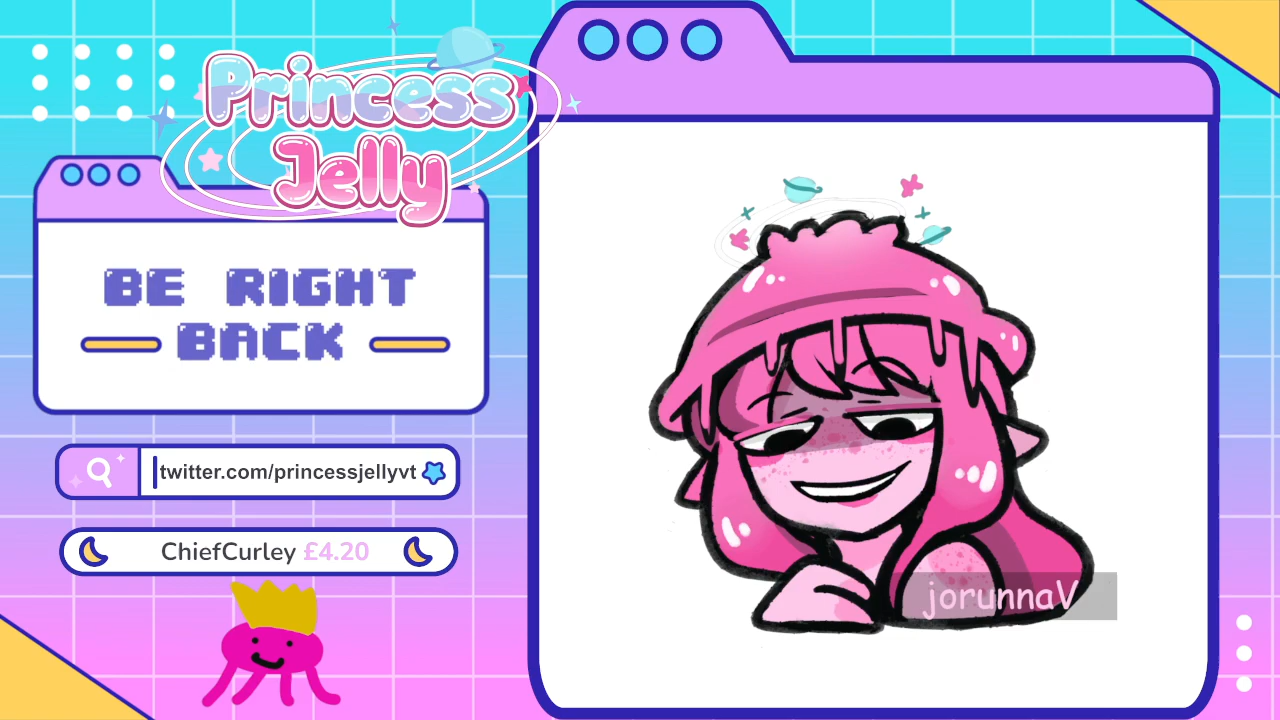 Princess
Jelly
BE RIGHT
BACK
twitter.com/princessjellyvt
ChiefCurley £4.20
jorunnaV